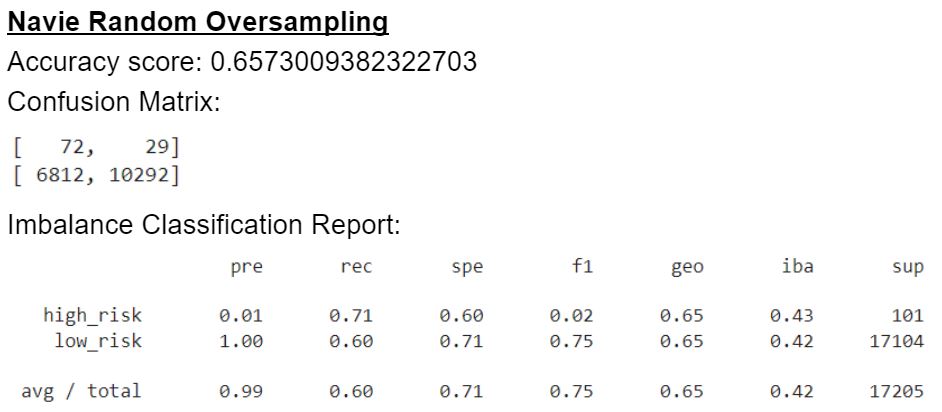 Navie Random Oversampling
Accuracy score: 0.6573009382322703
Confusion Matrix:
[   72,    29]
[ 6812, 10292]
Imbalance Classification Report:
pre rec spe f1 geo iba sup
high_risk 0.01 0.71 0.60 0.02 0.65 0.43 101
low_risk 1.00 0.60 0.71 0.75 0.65 0.42 17104
avg / total 0.99 0.60 0.71 0.75 0.65 0.42 17205